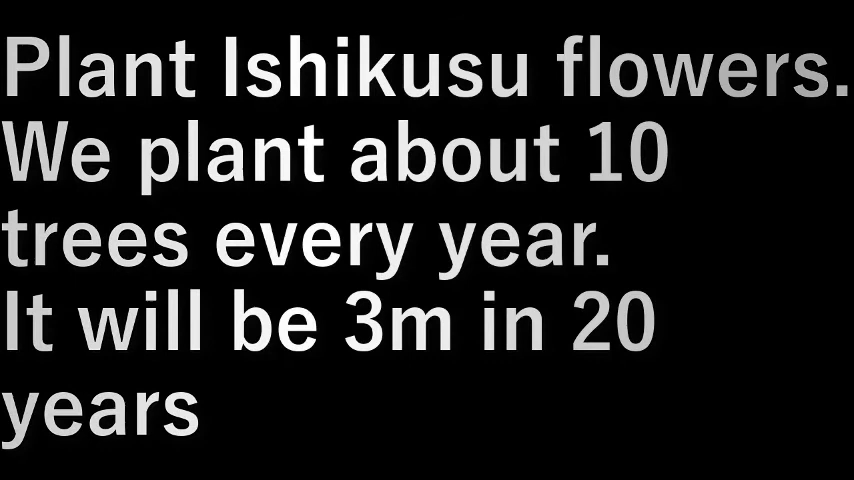 Plant Ishikusu flowers.
We plant about 10
trees every year.
It will be 3m in 20
years